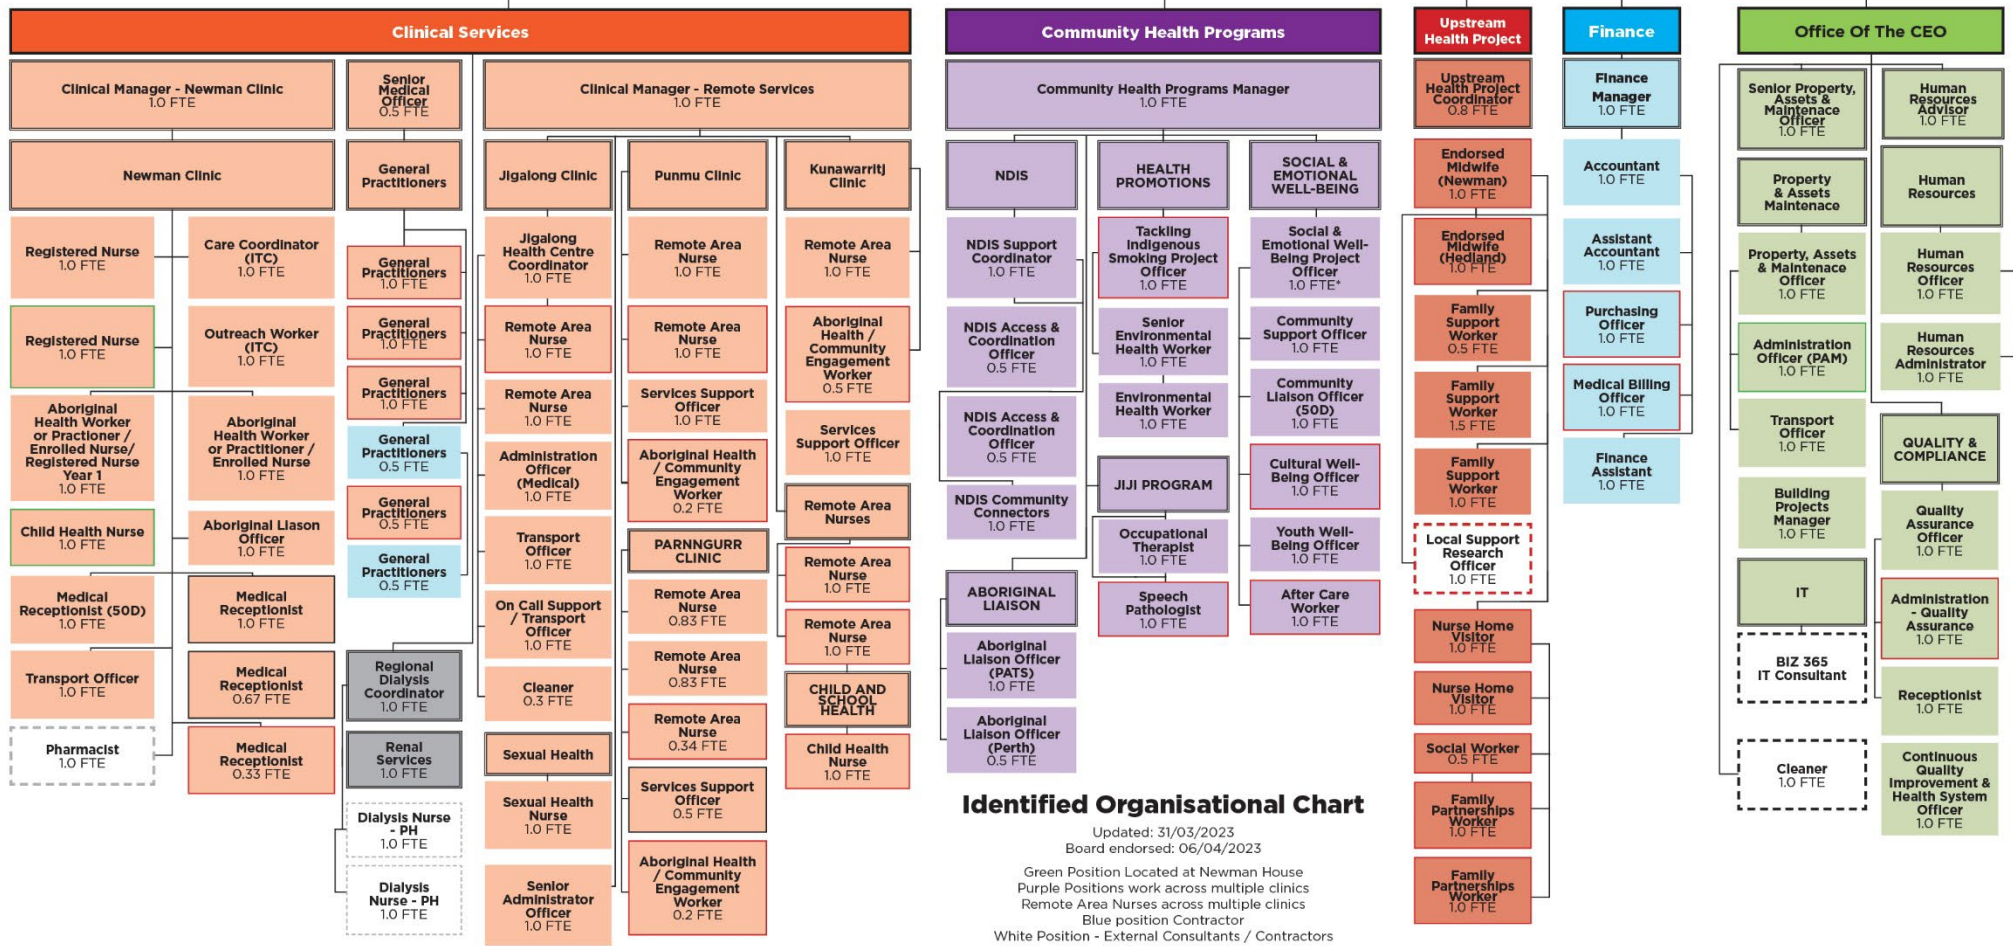 Clinical Services
Clinical Manager - Newman Clinic
1.0 FTE
Newman Clinic
Registered Nurse
1.0 FTE
Registered Nurse
1.0 FTE
Aboriginal
Health Worker
or Practioner /
Enrolled Nurse/
Registered Nurse
Year 1
1.0 FTE
Child Health Nurse
1.0 FTE
Medical
Receptionist (50D)
1.0 FTE
Transport Officer
1.0 FTE
Pharmacist
1.0 FTE
Care Coordinator
(ITC)
1.0 FTE
Outreach Worker
(ITC)
1.0 FTE
Aboriginal
Health Worker
or Practitioner /
Enrolled Nurse
1.0 FTE
Aboriginal Liason
Officer
1.0 FTE
Medical
Receptionist
1.0 FTE
Medical
Receptionist
0.67 FTE
Medical
Receptionist
0.33 FTE
Senior
Medical
Officer
0.5 FTE
General
Practitioners
General
Practitioners
1.0 FTE
General
Practitioners
1.0 FTE
General
Practitioners
1.0 FTE
General
Practitioners
0.5 FTE
General
Practitioners
0.5 FTE
General
Practitioners
0.5 FTE
Regional
Dialysis
Coordinator
1.0 FTE
Renal
Services
1.0 FTE
Dialysis Nurse
- PH
1.0 FTE
Dialysis
Nurse - PH
1.0 FTE
Clinical Manager - Remote Services
1.0 FTE
Jigalong Clinic
Jigalong
Health Centre
Coordinator
1.0 FTE
Remote Area
Nurse
1.0 FTE
Remote Area
Nurse
1.0 FTE
Administration
Officer
(Medical)
1.0 FTE
Transport
Officer
1.0 FTE
On Call Support
/ Transport
Officer
1.0 FTE
Cleaner
0.3 FTE
Sexual Health
Sexual Health
Nurse
1.0 FTE
Senior
Administrator
Officer
1.0 FTE
Punmu Clinic
Remote Area
Nurse
1.0 FTE
Remote Area
Nurse
1.0 FTE
Services Support
Officer
1.0 FTE
Aboriginal Health
/ Community
Engagement
Worker
0.2 FTE
PARNNGURR
CLINIC
Remote Area
Nurse
0.83 FTE
Remote Area
Nurse
0.83 FTE
Remote Area
Nurse
0.34 FTE
Services Support
Officer
0.5 FTE
Aboriginal Health
/ Community
Engagement
Worker
0.2 FTE
Kunawarritj
Clinic
Remote Area
Nurse
1.0 FTE
Aboriginal
Health /
Community
Engagement
Worker
0.5 FTE
Services
Support Officer
1.0 FTE
Remote Area
Nurses
Remote Area
Nurse
1.0 FTE
Remote Area
Nurse
1.0 FTE
CHILD AND
SCHOOL
HEALTH
Child Health
Nurse
1.0 FTE
Community Health Programs
Community Health Programs Manager
1.0 FTE
NDIS
NDIS Support
Coordinator
1.0 FTE
NDIS Access &
Coordination
Officer
0.5 FTE
NDIS Access &
Coordination
Officer
0.5 FTE
NDIS Community
Connectors
1.0 FTE
ABORIGINAL
LIAISON
Aboriginal
Liaison Officer
(PATS)
1.0 FTE
Aboriginal
Liaison Officer
(Perth)
0.5 FTE
HEALTH
PROMOTIONS
Tackling
Indigenous
Smoking Project
Officer
1.0 FTE
Senior
Environmental
Health Worker
1.0 FTE
Environmental
Health Worker
1.0 FTE
JIJI PROGRAM
Occupational
Therapist
1.0 FTE
Speech
Pathologist
1.0 FTE
SOCIAL &
EMOTIONAL
WELL-BEING
Social &
Emotional Well-
Being Project
Officer
1.0 FTE*
Community
Support Officer
1.0 FTE
Community
Liaison Officer
(50D)
1.0 FTE
Cultural Well-
Being Officer
1.0 FTE
Youth Well-
Being Officer
1.0 FTE
After Care
Worker
1.0 FTE
Upstream
Health Project
Upstream
Health Project
Coordinator
0.8 FTE
Endorsed
Midwife
(Newman)
1.0 FTE
Endorsed
Midwife
(Hedland)
1.0 FTE
Family
Support
Worker
0.5 FTE
Family
Support
Worker
1.5 FTE
Family
Support
Worker
1.0 FTE
Local Support
Research
Officer
1.0 FTE
Nurse Home
Visitor
1.0 FTE
Nurse Home
Visitor
1.0 FTE
Social Worker
0.5 FTE
Family
Partnerships
Worker
1.0 FTE
Family
Partnerships
Worker
1.0 FTE
Finance
Finance
Manager
1.0 FTE
Accountant
1.0 FTE
Assistant
Accountant
1.0 FTE
Purchasing
Officer
1.0 FTE
Medical Billing
Officer
1.0 FTE
Finance
Assistant
1.0 FTE
Office Of The CEO
Senior Property,
Assets &
Maintenace
Officer
1.0 FTE
Property
& Assets
Maintenace
Property, Assets
& Maintenace
Officer
1.0 FTE
Administration
Officer (PAM)
1.0 FTE
Transport
Officer
1.0 FTE
Building
Projects
Manager
1.0 FTE
IT
BIZ 365
IT Consultant
Cleaner
1.0 FTE
Human
Resources
Advisor
1.0 FTE
Human
Resources
Human
Resources
Officer
1.0 FTE
Human
Resources
Administrator
1.0 FTE
QUALITY &
COMPLIANCE
Quality
Assurance
Officer
1.0 FTE
Administration
- Quality
Assurance
1.0 FTE
Receptionist
1.0 FTE
Continuous
Quality
Improvement &
Health System
Officer
1.0 FTE
Identified Organisational Chart
Updated: 31/03/2023
Board endorsed: 06/04/2023
Green Position Located at Newman House
Purple Positions work across multiple clinics
Remote Area Nurses across multiple clinics
Blue position Contractor
White Position - External Consultants / Contractors